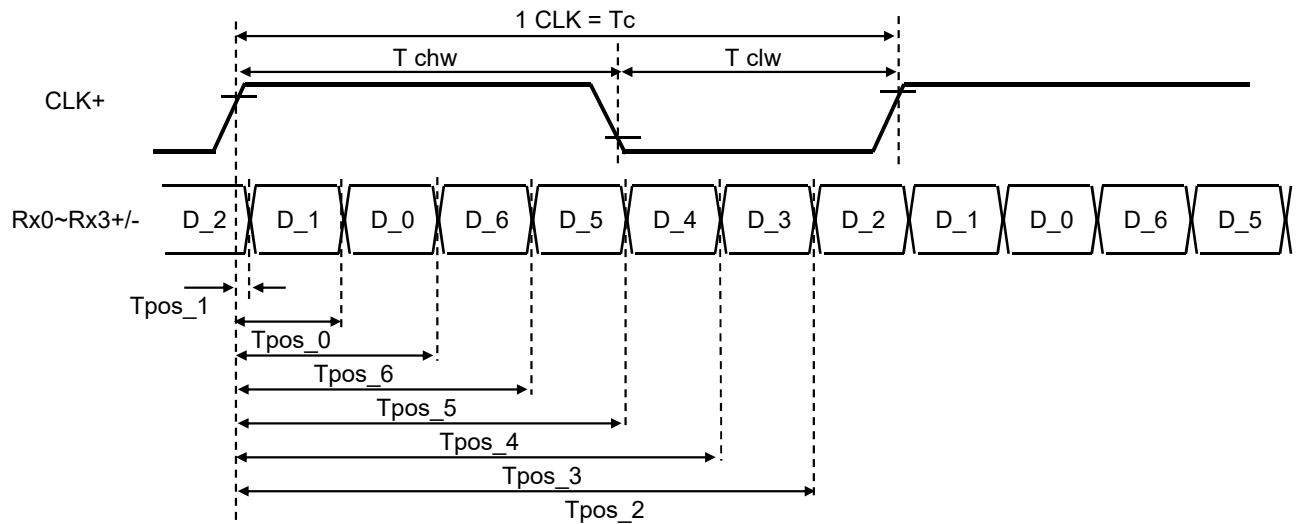 1 CLK = Tc
T chw T clw
CLK+
Rx0~Rx3+/- D_2 D_1 D_0 D_6 D_5 D_4 D_3 D_2 D_1 D_0 D_6 D_5
Tpos_1
Tpos_0
Tpos_6
Tpos_5
Tpos_4
Tpos_3
Tpos_2